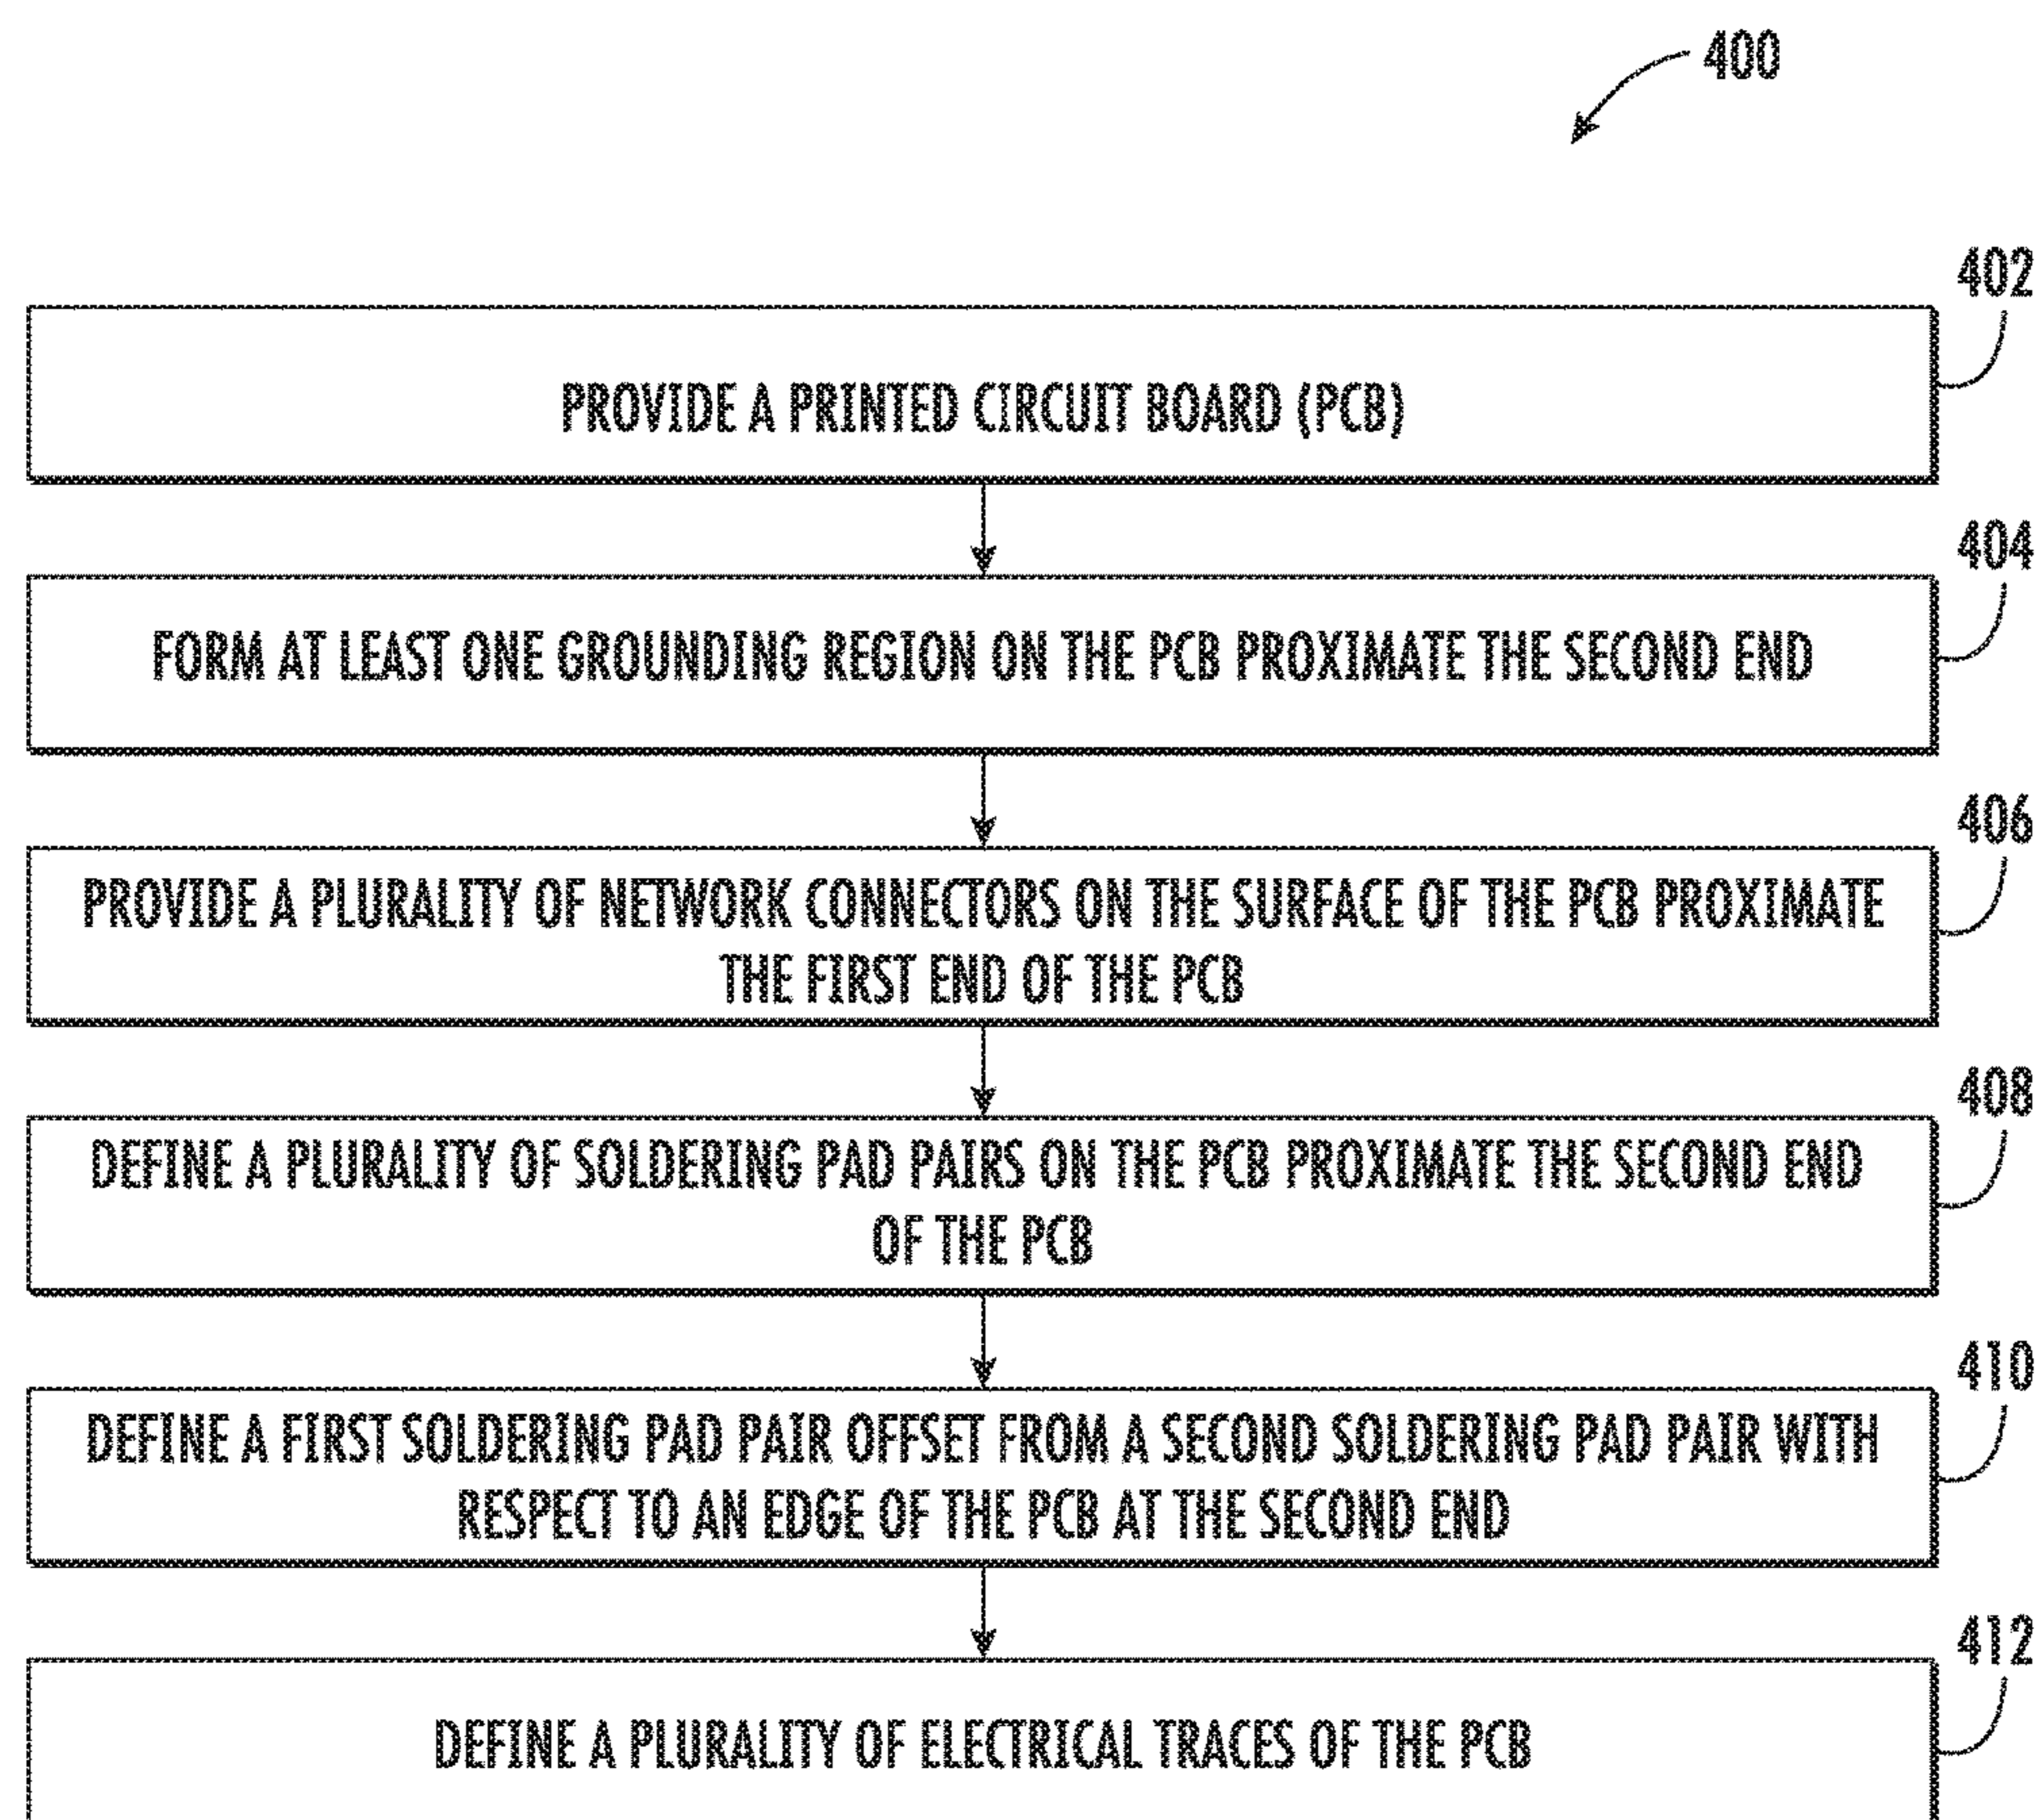 400
402
PROVIDE A PRINTED CIRCUIT BOARD (PCB)
404
FORM AT LEAST ONE GROUNDING REGION ON THE PCB PROXIMATE THE SECOND END
406
PROVIDE A PLURALITY OF NETWORK CONNECTORS ON THE SURFACE OF THE PCB PROXIMATE
THE FIRST END OF THE PCB
408
DEFINE A PLURALITY OF SOLDERING PAD PAIRS ON THE PCB PROXIMATE THE SECOND END
OF THE PCB
410
DEFINE A FIRST SOLDERING PAD PAIR OFFSET FROM A SECOND SOLDERING PAD PAIR WITH
RESPECT TO AN EDGE OF THE PCB AT THE SECOND END
412
DEFINE A PLURALITY OF ELECTRICAL TRACES OF THE PCB